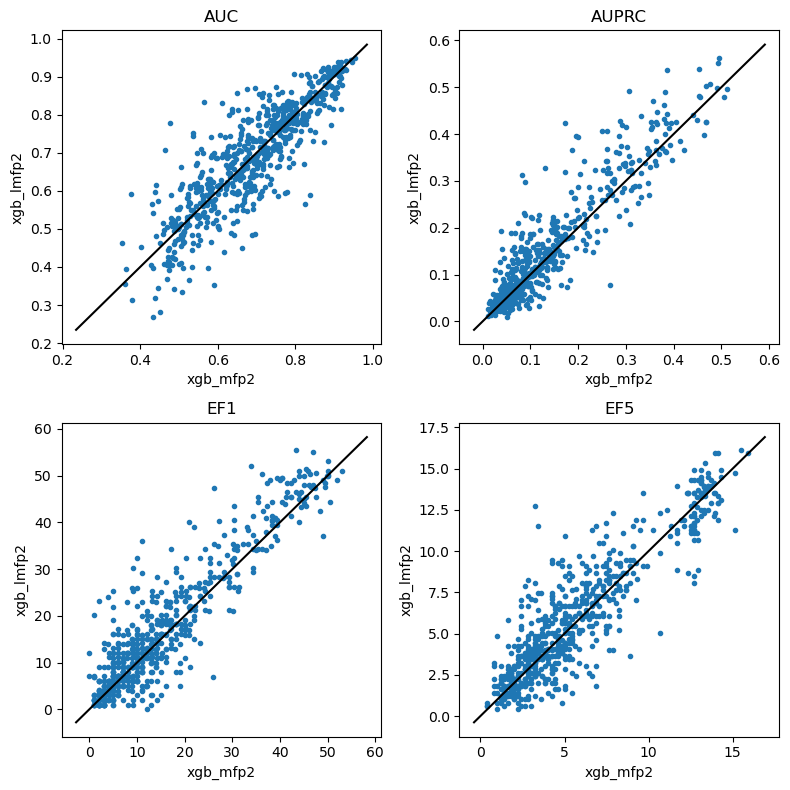 AUC
1.0
0.9
0.8
0.7
0.6
0.5
0.4
0.3
0.2
xgb_lmfp2
0.2 0.4 0.6 0.8 1.0
xgb_mfp2
AUPRC
0.6
0.5
0.4
0.3
0.2
0.1
0.0
xgb_lmfp2
0.0 0.1 0.2 0.3 0.4 0.5 0.6
xgb_mfp2
EF1
60
50
40
30
20
10
0
xgb_lmfp2
0 10 20 30 40 50 60
xgb_mfp2
EF5
17.5
15.0
12.5
10.0
7.5
5.0
2.5
0.0
xgb_lmfp2
0 5 10 15
xgb_mfp2